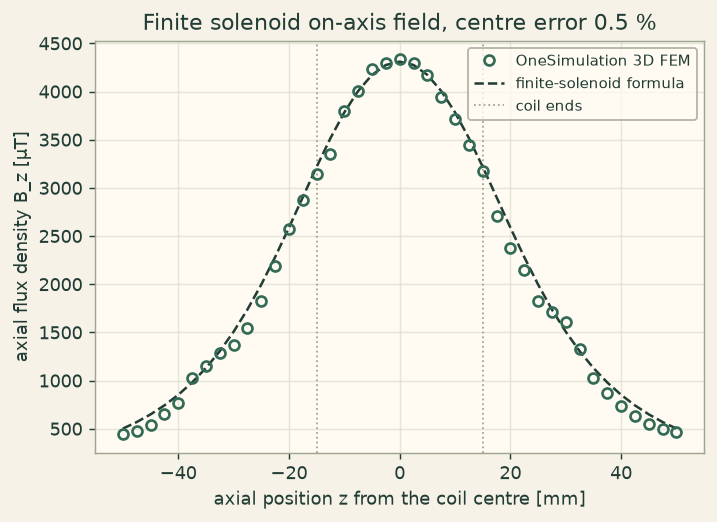 Finite solenoid on-axis field, centre error 0.5 %
axial flux density B_z [µT]
4500
4000
3500
3000
2500
2000
1500
1000
500
OneSimulation 3D FEM
finite-solenoid formula
coil ends
−40
−20
0
20
40
axial position z from the coil centre [mm]